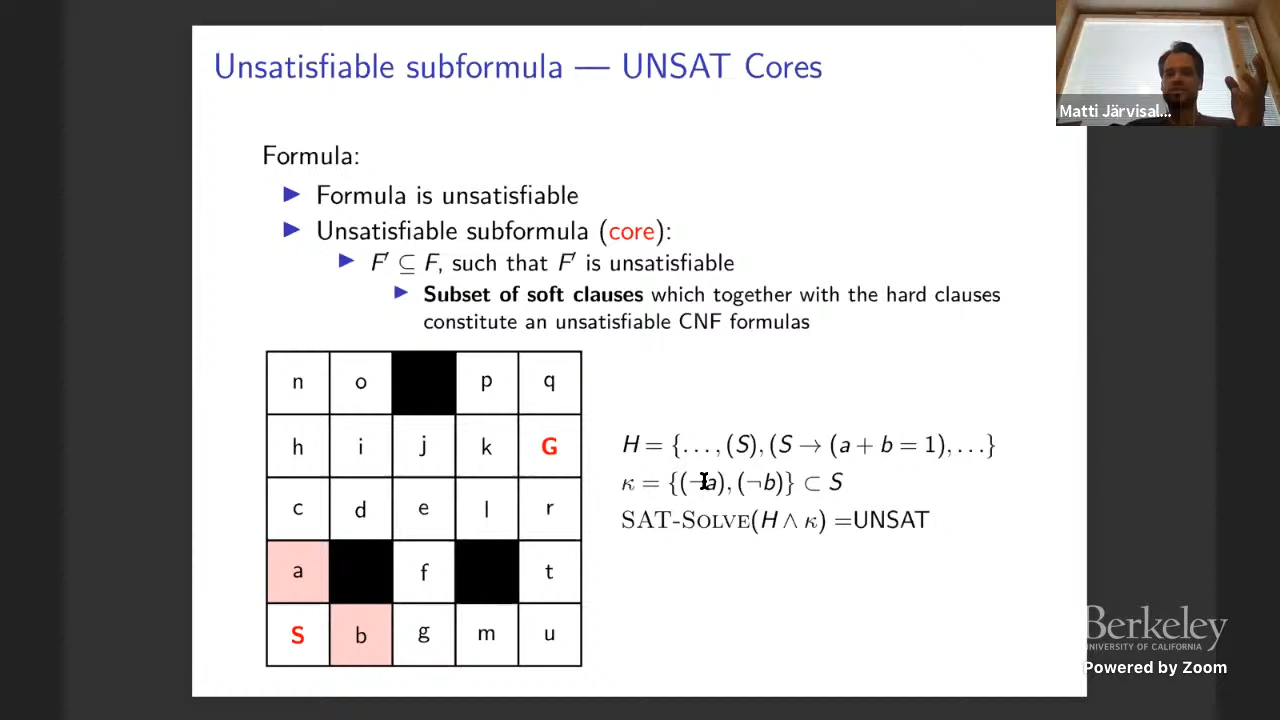 Unsatisfiable subformula — UNSAT Cores
Matti Järvisal...
Formula:
Formula is unsatisfiable
Unsatisfiable subformula (core):
F′ ⊆ F, such that F′ is unsatisfiable
Subset of soft clauses which together with the hard clauses
constitute an unsatisfiable CNF formulas
n o p q
h i j k G
c d e l r
a f t
S b g m u
H = {..., (S), (S → (a + b = 1), ...}
κ = {(¬a), (¬b)} ⊂ S
SAT-SOLVE(H ∧ κ) =UNSAT
Berkeley
UNIVERSITY OF CALIFORNIA
Powered by Zoom